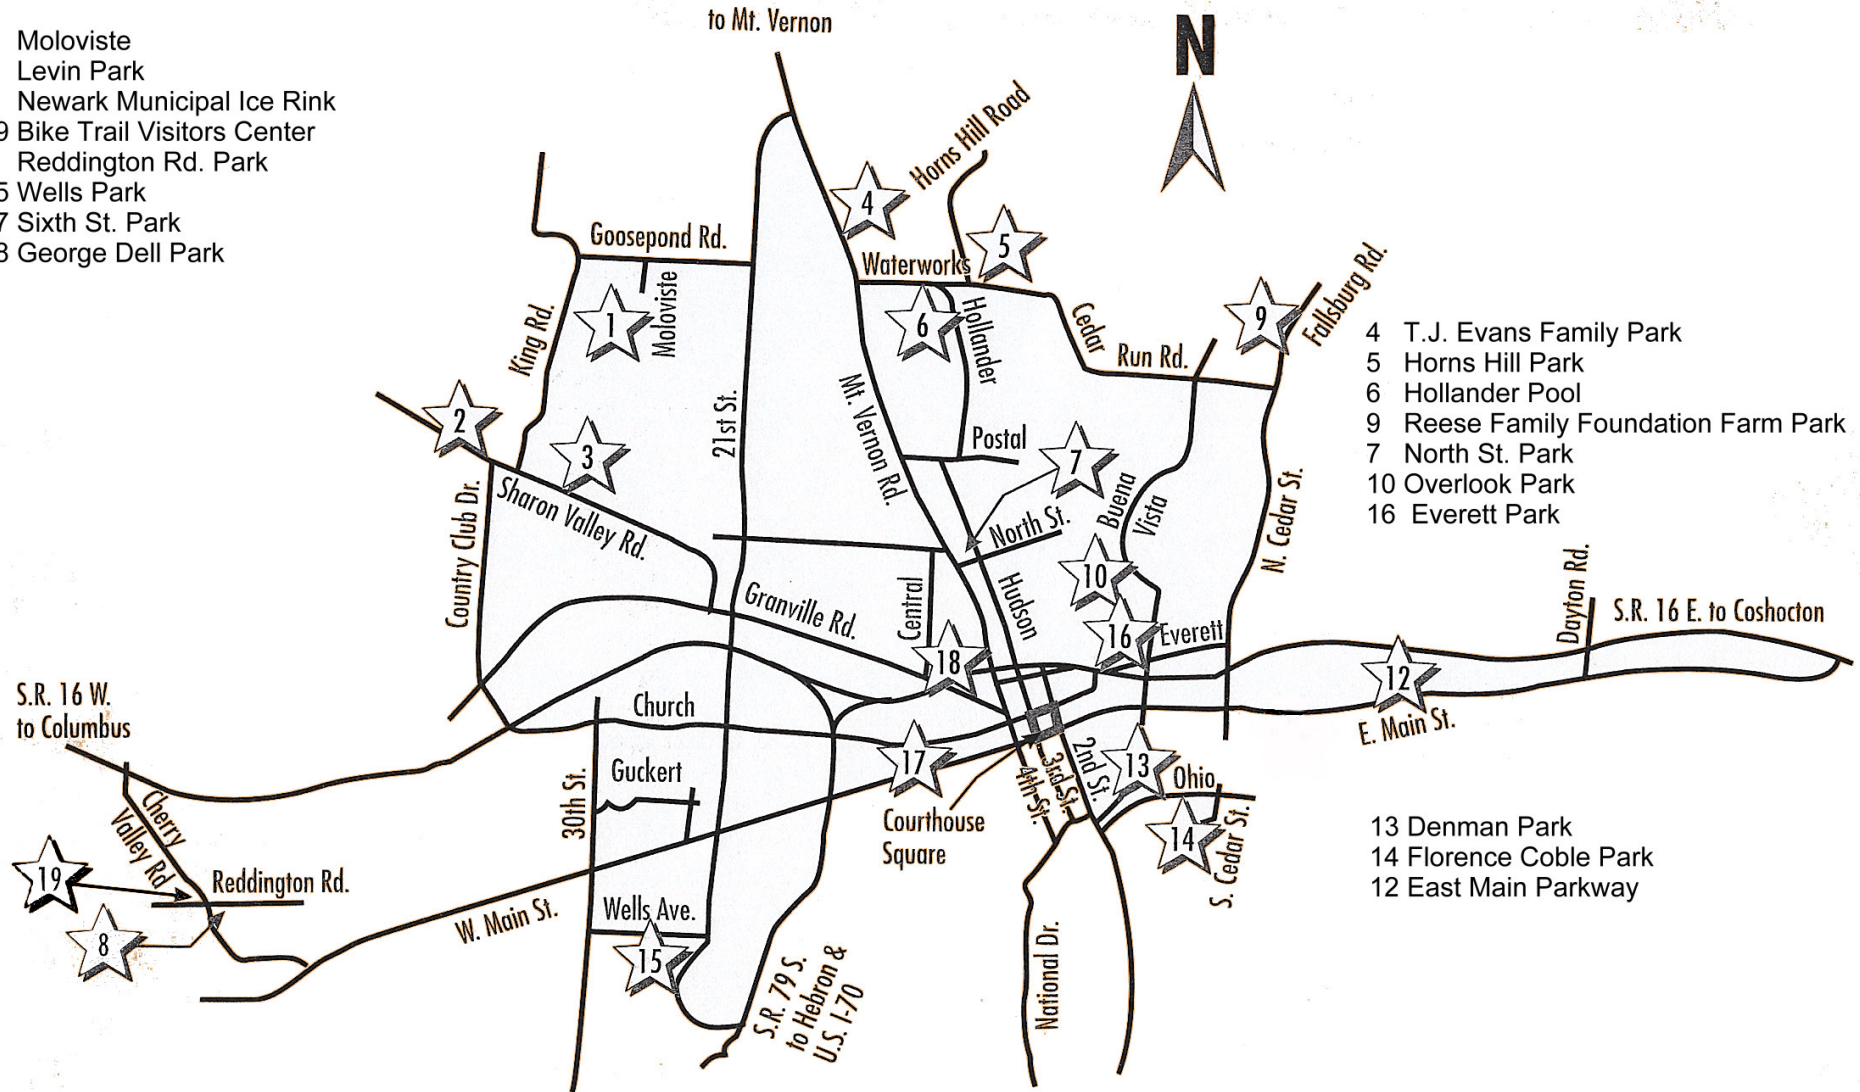 Moloviste
Levin Park
Newark Municipal Ice Rink
9 Bike Trail Visitors Center
Reddington Rd. Park
5 Wells Park
7 Sixth St. Park
8 George Dell Park
to Mt. Vernon
N
Horns Hill Road
4
5
Goosepond Rd.
Waterworks
Moloviste
1
King Rd.
6
Hollander
Cedar
Run Rd.
9
Fallsburg Rd.
4 T.J. Evans Family Park
5 Horns Hill Park
6 Hollander Pool
9 Reese Family Foundation Farm Park
7 North St. Park
10 Overlook Park
16 Everett Park
2
3
21st St.
Mt. Vernon Rd.
Postal
7
Buena
Vista
Country Club Dr.
Sharon Valley Rd.
North St.
N. Cedar St.
10
Hudson
Central
Granville Rd.
16
Everett
18
Dayton Rd.
S.R. 16 E. to Coshocton
12
E. Main St.
S.R. 16 W.
to Columbus
Church
17
Guckert
30th St.
4th St.
3rd St.
2nd St.
13
Ohio
14
S. Cedar St.
Courthouse
Square
13 Denman Park
14 Florence Coble Park
12 East Main Parkway
Cherry
Valley Rd
19
Reddington Rd.
8
W. Main St.
Wells Ave.
15
S.R. 79 S.
to Hebron &
U.S. I-70
National Dr.